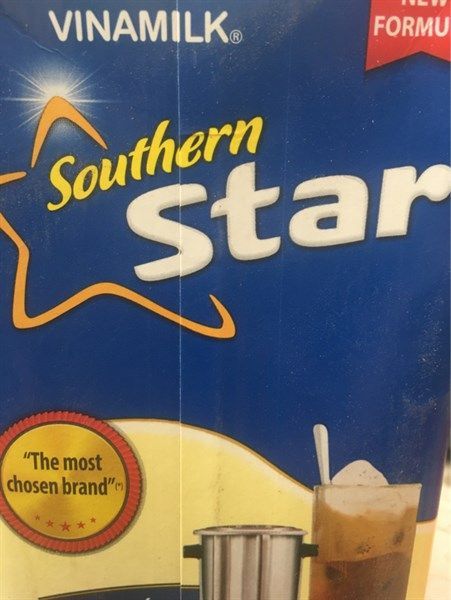 VINAMILK®
NEW
FORMU
Southern
Star
"The most
chosen brand"(*)